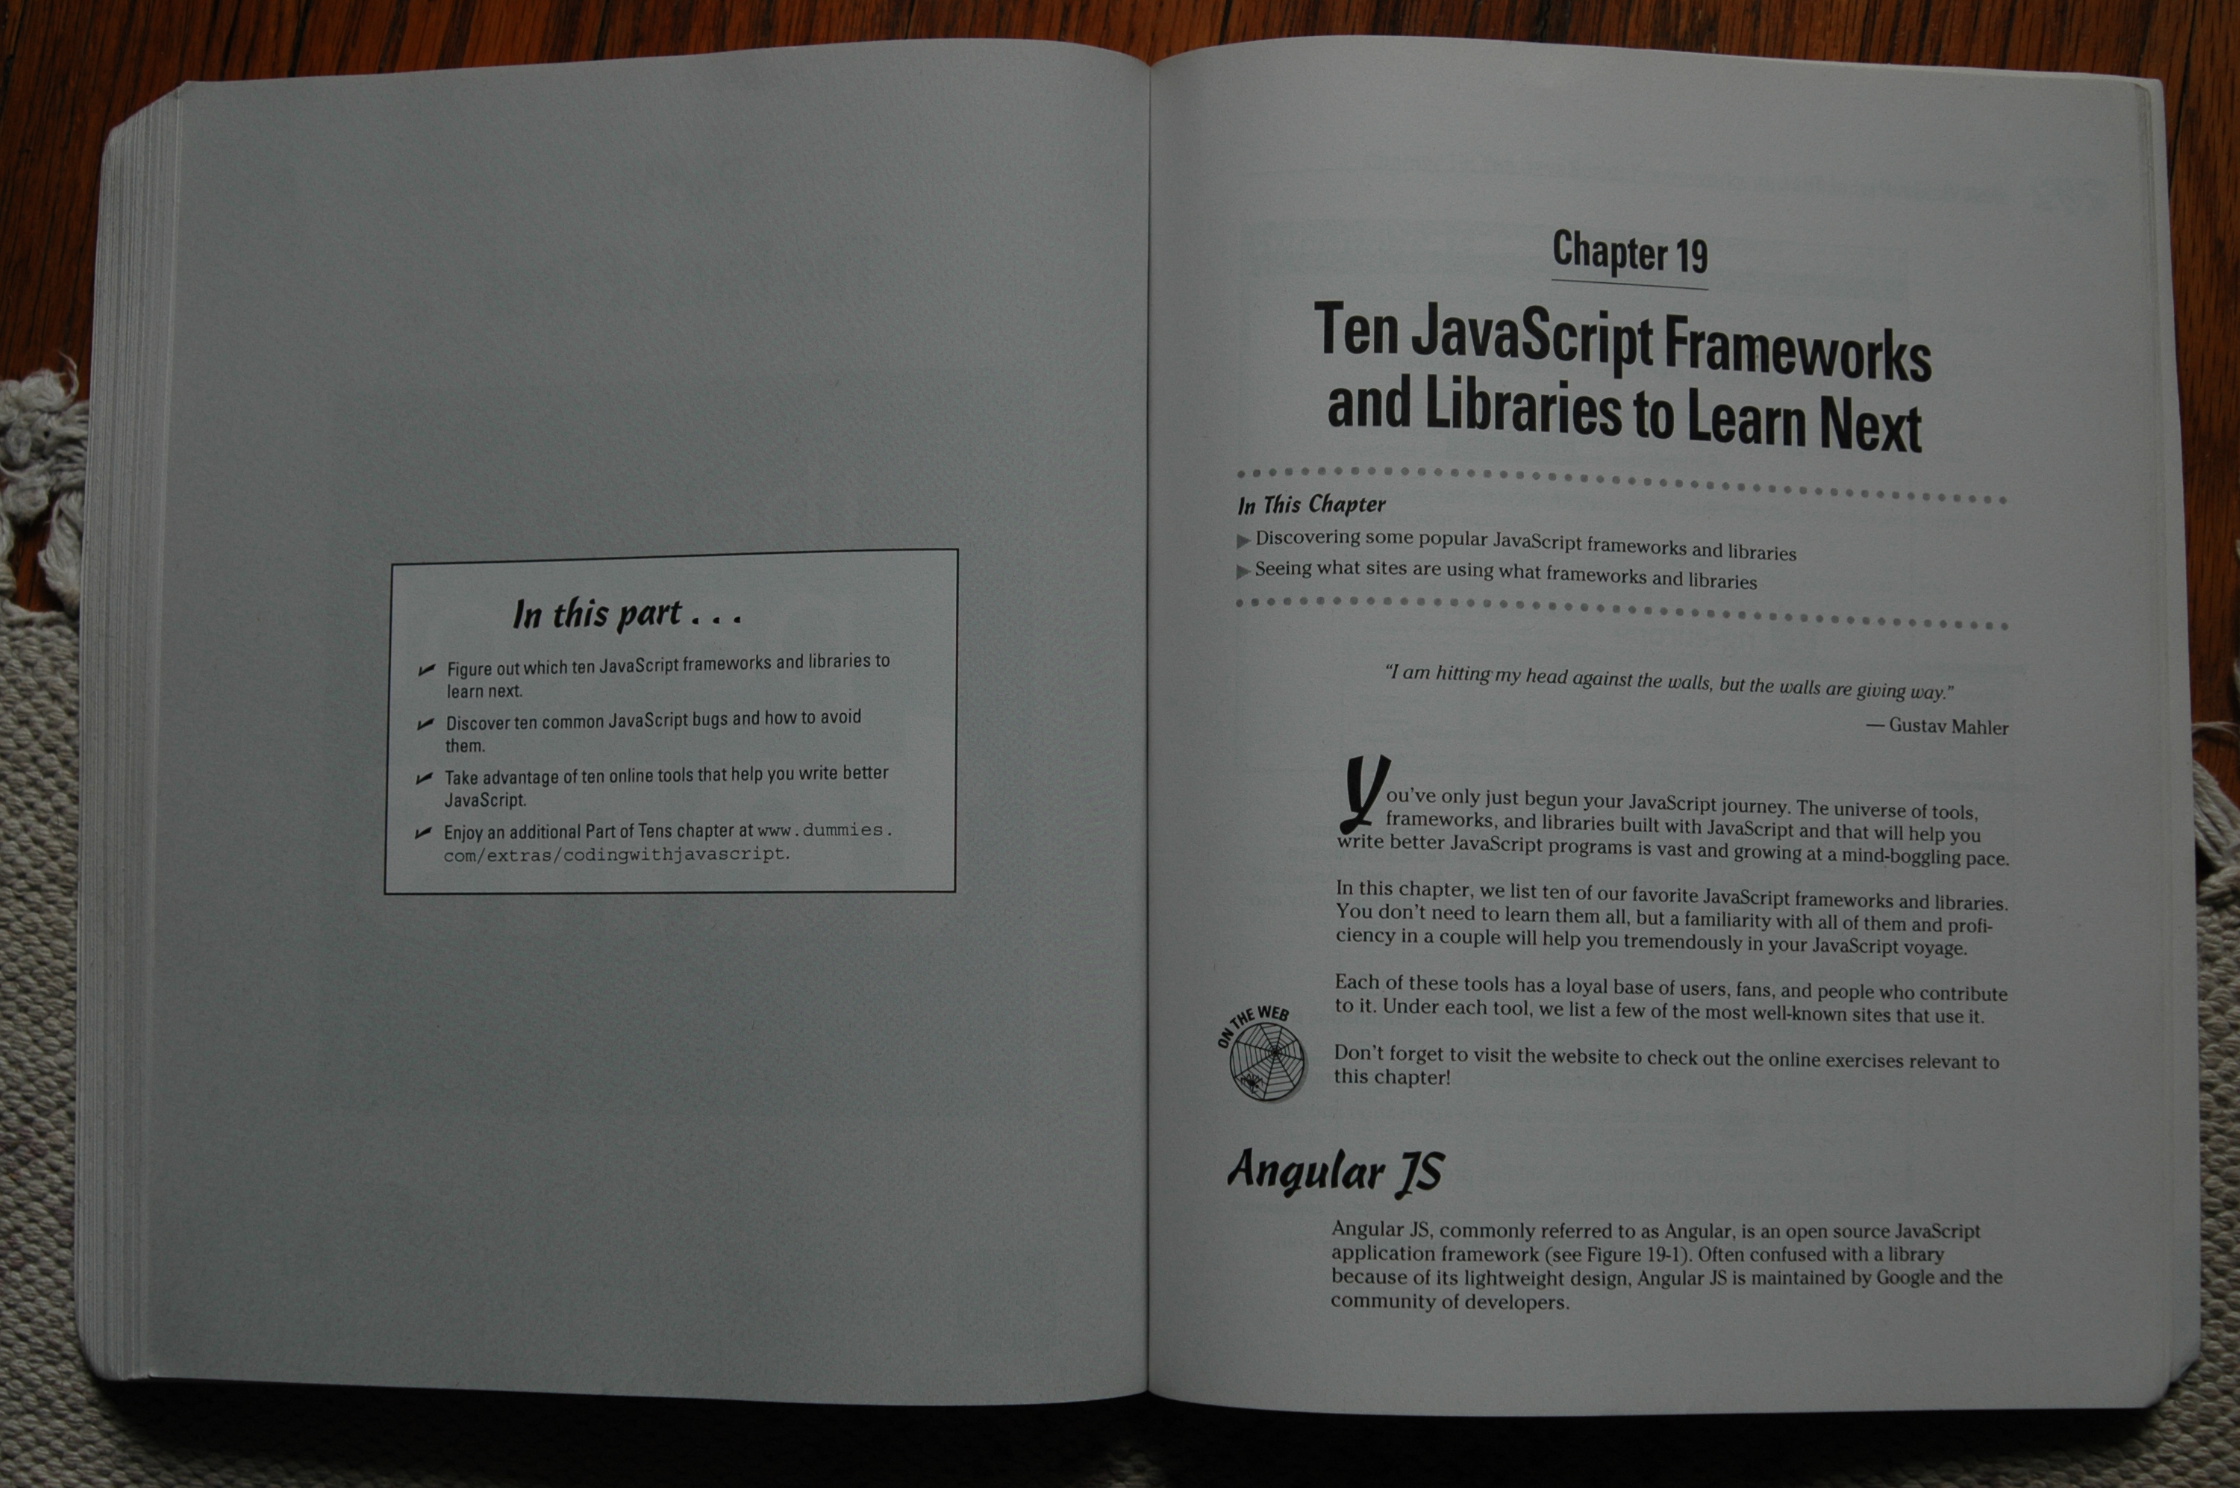 In this part . . .
✓ Figure out which ten JavaScript frameworks and libraries to
learn next.
✓ Discover ten common JavaScript bugs and how to avoid
them.
✓ Take advantage of ten online tools that help you write better
JavaScript.
✓ Enjoy an additional Part of Tens chapter at www.dummies.
com/extras/codingwithjavascript.
Chapter 19
Ten JavaScript Frameworks
and Libraries to Learn Next
In This Chapter
▶ Discovering some popular JavaScript frameworks and libraries
▶ Seeing what sites are using what frameworks and libraries
“I am hitting my head against the walls, but the walls are giving way.”
— Gustav Mahler
You’ve only just begun your JavaScript journey. The universe of tools,
frameworks, and libraries built with JavaScript and that will help you
write better JavaScript programs is vast and growing at a mind-boggling pace.
In this chapter, we list ten of our favorite JavaScript frameworks and libraries.
You don’t need to learn them all, but a familiarity with all of them and profi-
ciency in a couple will help you tremendously in your JavaScript voyage.
Each of these tools has a loyal base of users, fans, and people who contribute
to it. Under each tool, we list a few of the most well-known sites that use it.
ON THE WEB
Don’t forget to visit the website to check out the online exercises relevant to
this chapter!
Angular JS
Angular JS, commonly referred to as Angular, is an open source JavaScript
application framework (see Figure 19-1). Often confused with a library
because of its lightweight design, Angular JS is maintained by Google and the
community of developers.